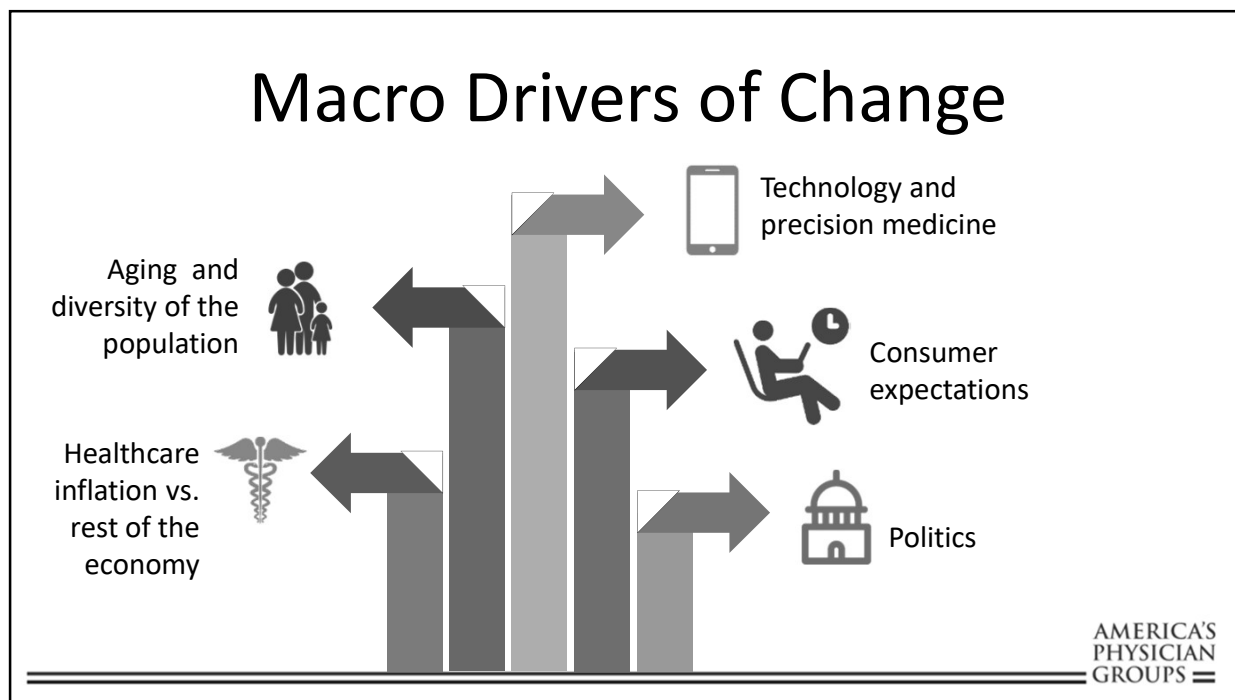 Macro Drivers of Change
Technology and
precision medicine
Aging and
diversity of the
population
Consumer
expectations
Healthcare
inflation vs.
rest of the
economy
Politics
AMERICA'S
PHYSICIAN
GROUPS